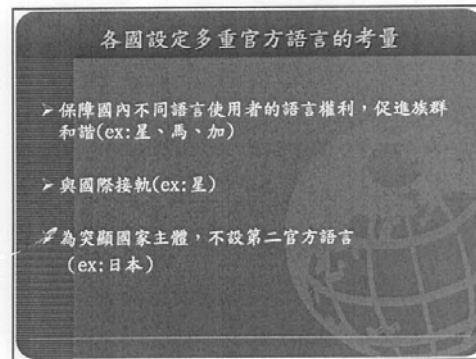 各國設定多重官方語言的考量
➢保障國內不同語言使用者的語言權利，促進族群
和諧(ex:星、馬、加)
➢與國際接軌(ex:星)
➢為突顯國家主體，不設第二官方語言
（ex:日本）